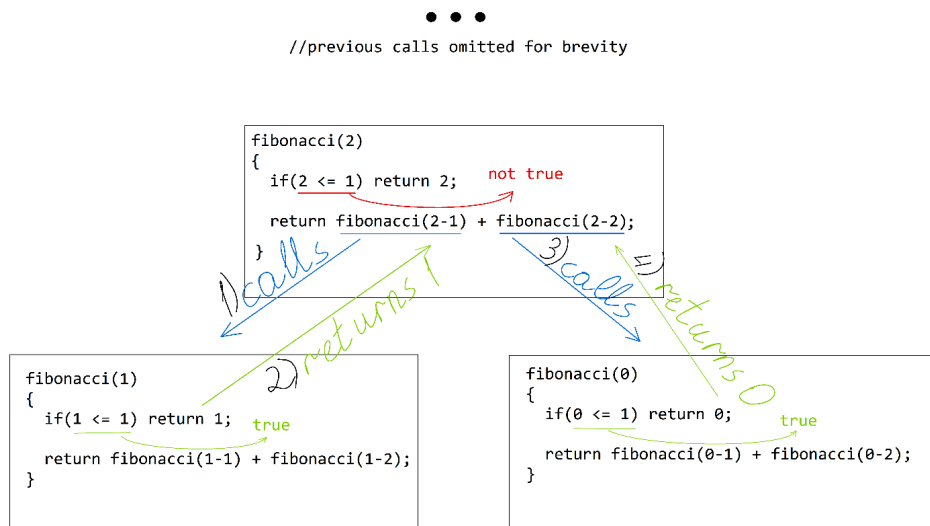 //previous calls omitted for brevity
fibonacci(2)
{
if(2 <= 1) return 2;
not true
return fibonacci(2-1) + fibonacci(2-2);
}
1) calls
2) returns 1
3) calls
4) returns 0
fibonacci(1)
{
if(1 <= 1) return 1;
true
return fibonacci(1-1) + fibonacci(1-2);
}
fibonacci(0)
{
if(0 <= 1) return 0;
true
return fibonacci(0-1) + fibonacci(0-2);
}